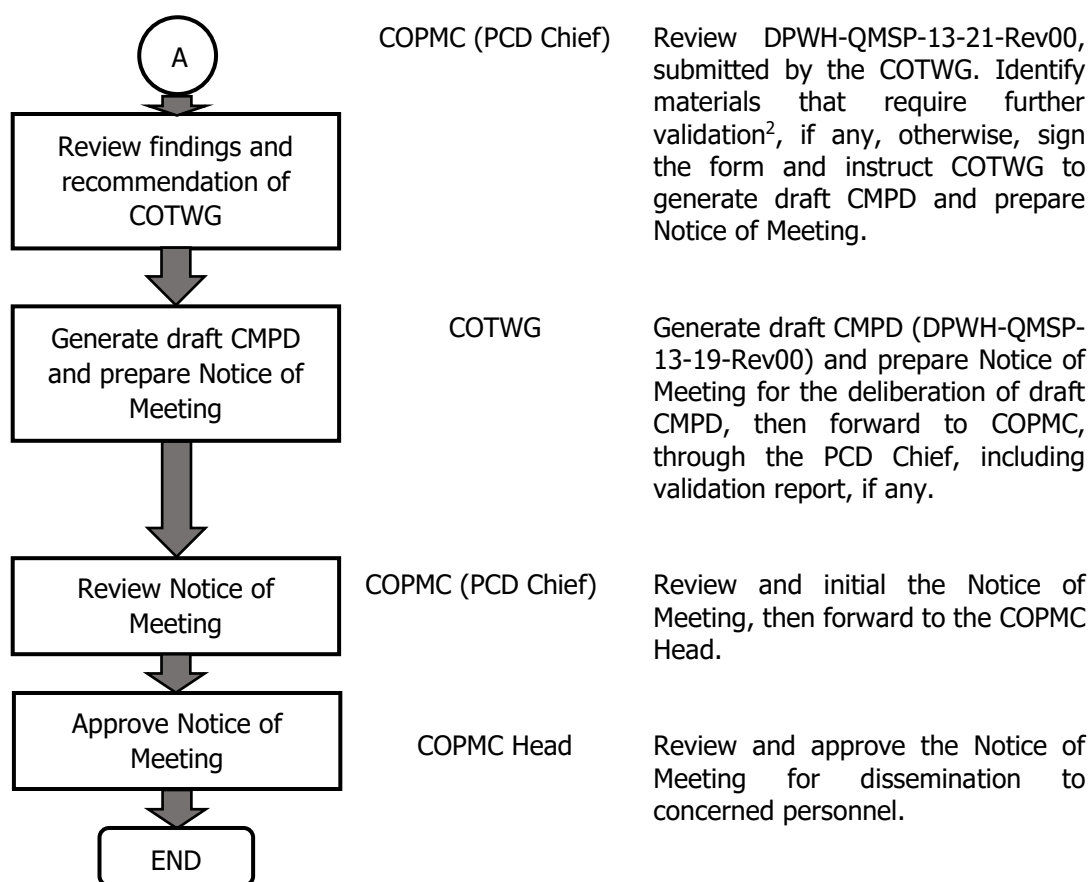 A
COPMC (PCD Chief)
Review DPWH-QMSP-13-21-Rev00,
submitted by the COTWG. Identify
materials that require further
validation2, if any, otherwise, sign
the form and instruct COTWG to
generate draft CMPD and prepare
Notice of Meeting.
Review findings and
recommendation of
COTWG
Generate draft CMPD
and prepare Notice of
Meeting
COTWG
Generate draft CMPD (DPWH-QMSP-
13-19-Rev00) and prepare Notice of
Meeting for the deliberation of draft
CMPD, then forward to COPMC,
through the PCD Chief, including
validation report, if any.
Review Notice of
Meeting
COPMC (PCD Chief)
Review and initial the Notice of
Meeting, then forward to the COPMC
Head.
Approve Notice of
Meeting
COPMC Head
Review and approve the Notice of
Meeting for dissemination to
concerned personnel.
END